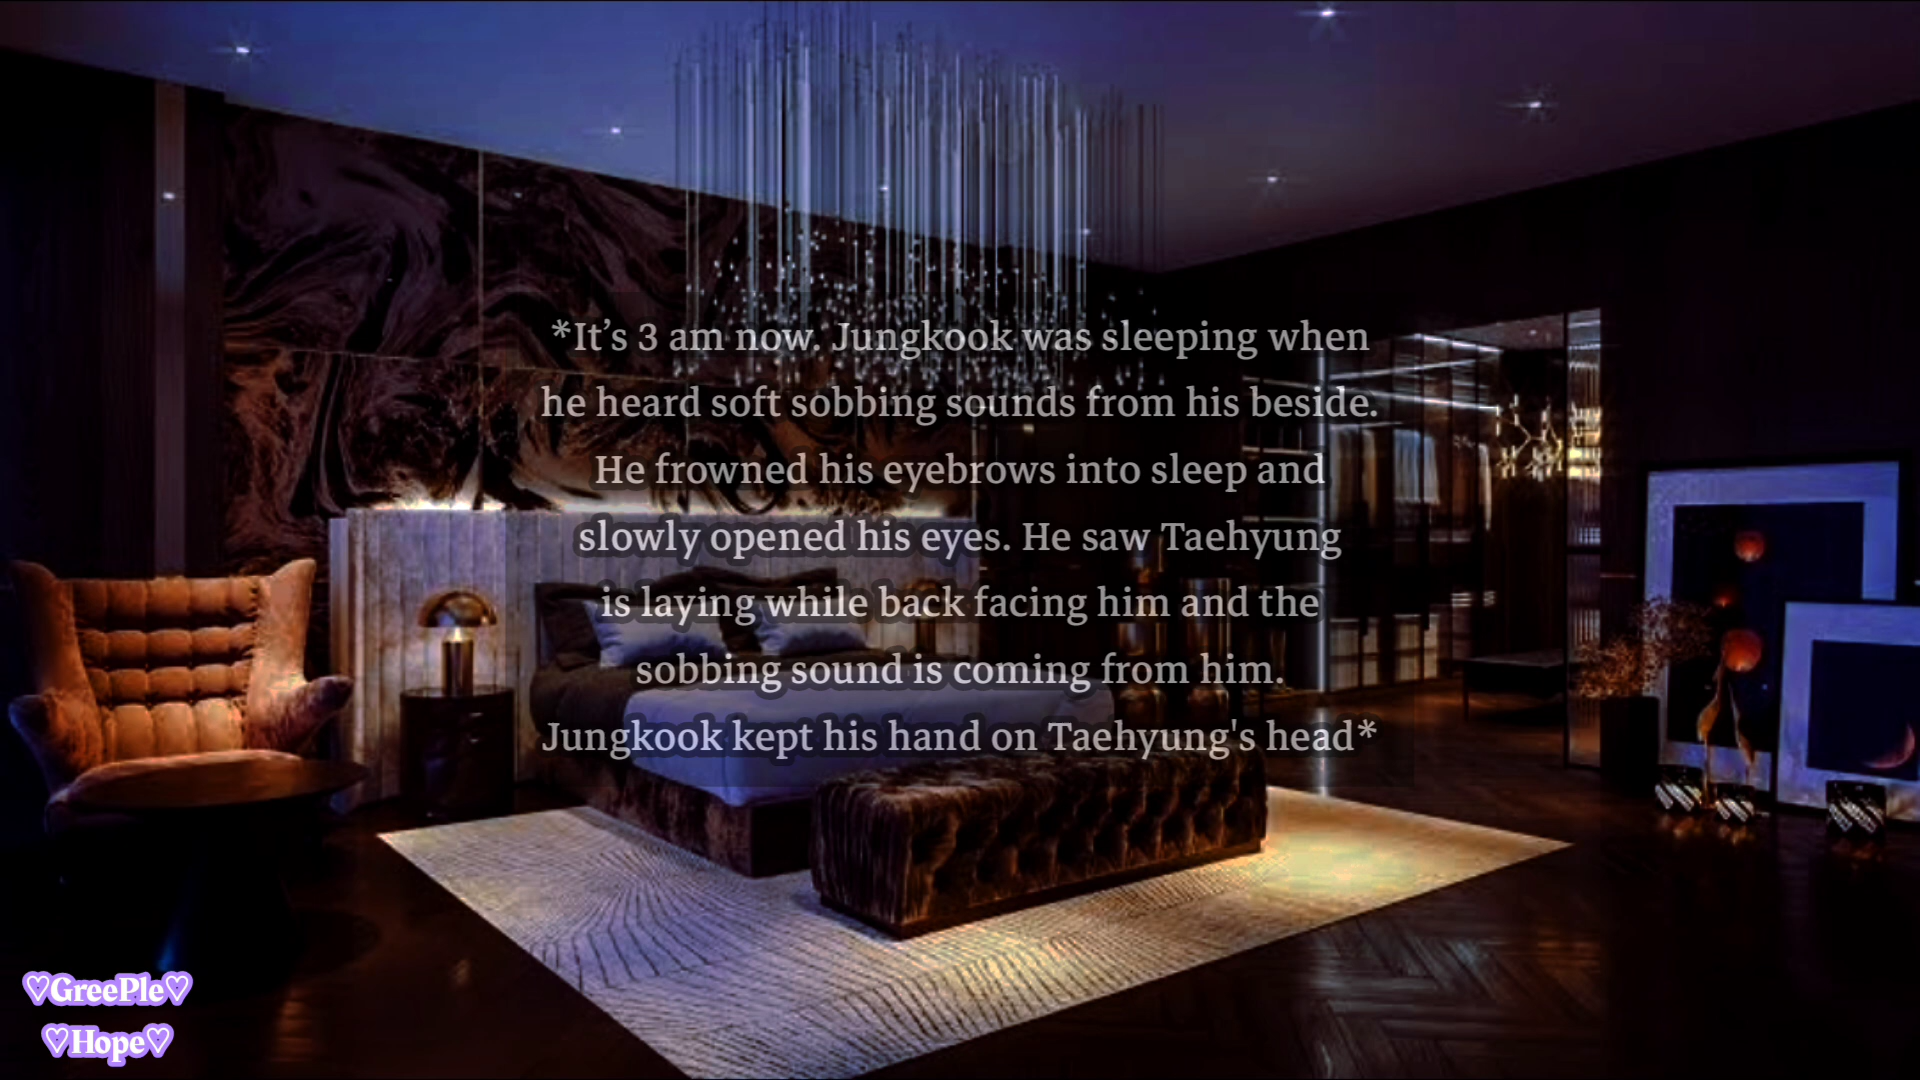 *It’s 3 am now. Jungkook was sleeping when
he heard soft sobbing sounds from his beside.
He frowned his eyebrows into sleep and
slowly opened his eyes. He saw Taehyung
is laying while back facing him and the
sobbing sound is coming from him.
Jungkook kept his hand on Taehyung's head*
♡GreePle♡
♡Hope♡